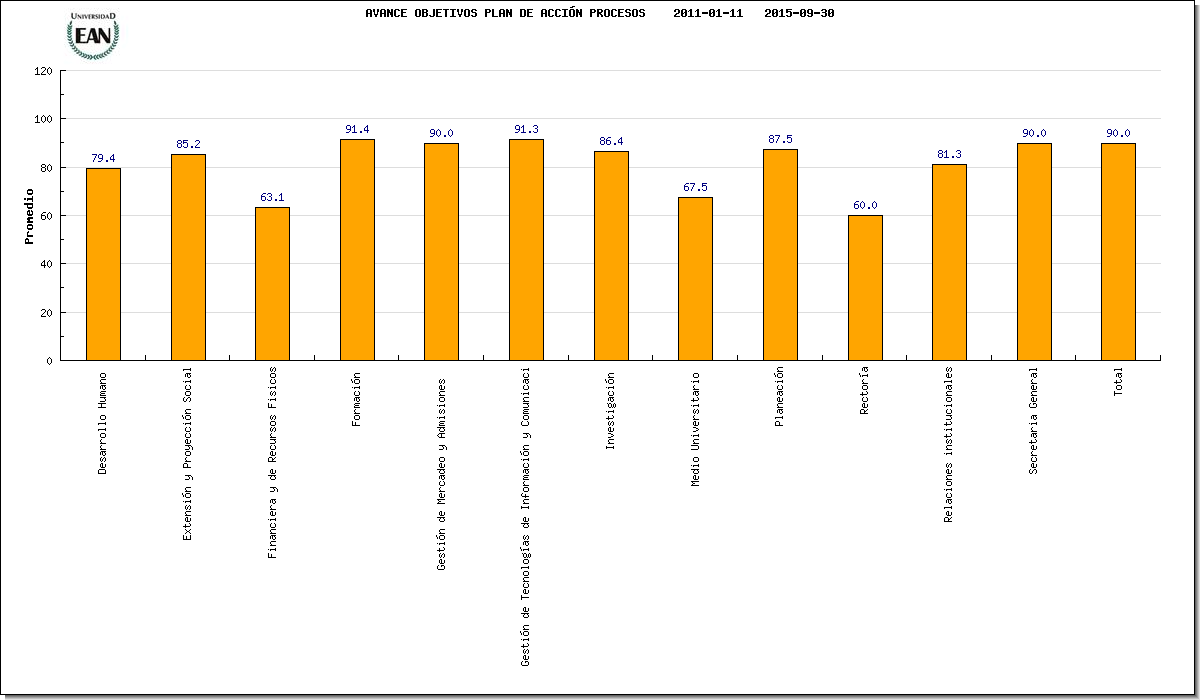 AVANCE OBJETIVOS PLAN DE ACCIÓN PROCESOS 2011-01-11 2015-09-30
UNIVERSIDAD
EAN
Promedio
120
100
80
60
40
20
0
79.4
85.2
63.1
91.4
90.0
91.3
86.4
67.5
87.5
60.0
81.3
90.0
90.0
Desarrollo Humano
Extensión y Proyección Social
Financiera y de Recursos Fisicos
Formación
Gestión de Mercadeo y Admisiones
Gestión de Tecnologías de Información y Comunicaci
Investigación
Medio Universitario
Planeación
Rectoría
Relaciones institucionales
Secretaria General
Total